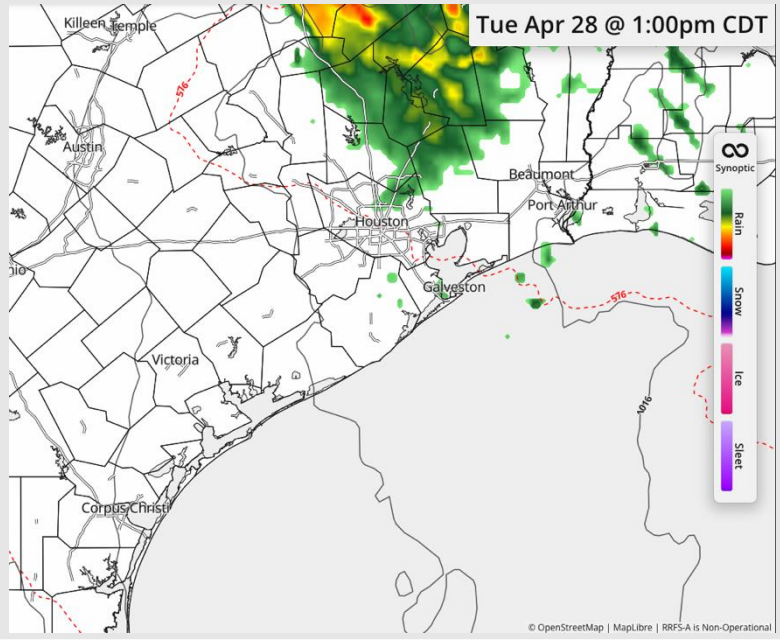 Tue Apr 28 @ 1:00pm CDT
Killeen
Temple
576
Austin
Synoptic
Beaumont
Port Arthur
Rain
Houston
nio
Snow
Galveston
576
Victoria
Ice
1016
Sleet
Corpus Christi
© OpenStreetMap | MapLibre | RRFS-A is Non-Operational